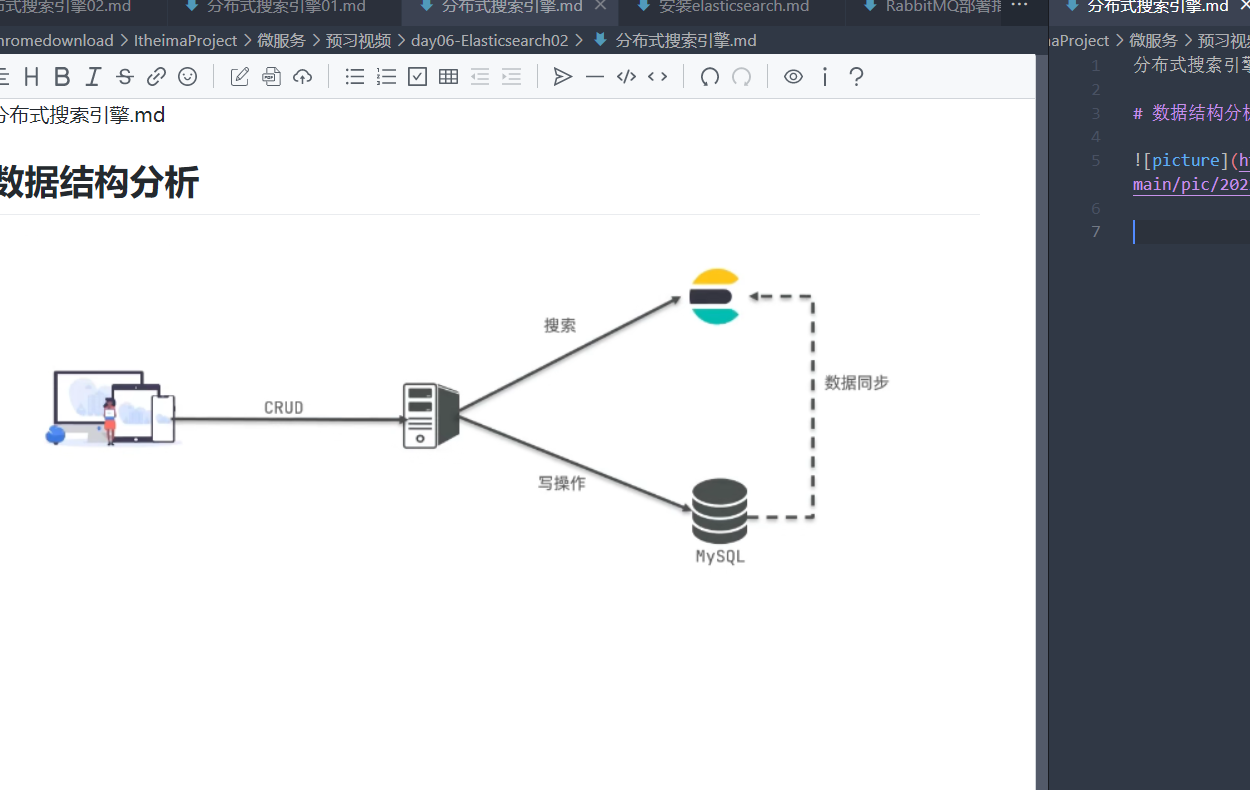 布式搜索引擎02.md
分布式搜索引擎01.md
分布式搜索引擎.md
安装elasticsearch.md
RabbitMQ部署指
分布式搜索引擎.md
hromedownload > ItheimaProject > 微服务 > 预习视频 > day06-Elasticsearch02 > 分布式搜索引擎.md
aProject > 微服务 > 预习视
分布式搜索引擎.md
数据结构分析
搜索
数据同步
CRUD
写操作
MySQL
1 分布式搜索引擎
2
3 # 数据结构分析
4
5 ![picture](h
main/pic/202
6
7